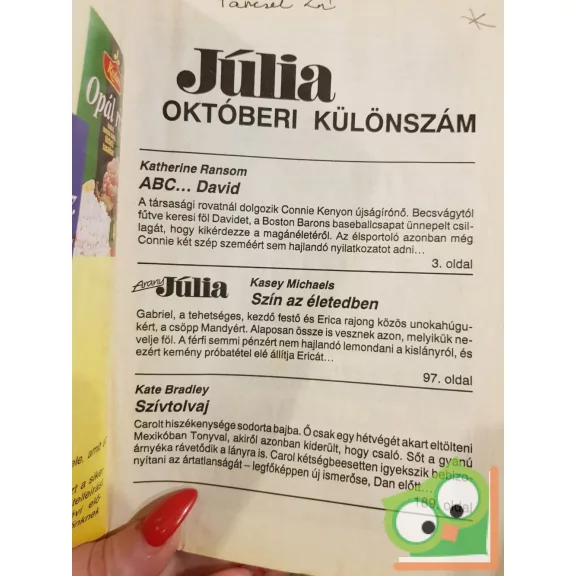 Júlia
OKTÓBERI KÜLÖNSZÁM
Katherine Ransom
ABC... David
A társasági rovatnál dolgozik Connie Kenyon újságírónő. Becsvágytól
fűtve keresi föl Davidet, a Boston Barons baseballcsapat ünnepelt csil-
lagát, hogy kikérdezze a magánéletéről. Az élsportoló azonban még
Connie két szép szeméért sem hajlandó nyilatkozatot adni...
3. oldal
Arany Júlia
Kasey Michaels
Szín az életedben
Gabriel, a tehetséges, kezdő festő és Erica rajong közös unokahúgu-
kért, a csöpp Mandyért. Alaposan össze is vesznek azon, melyikük ne-
velje föl. A férfi semmi pénzért nem hajlandó lemondani a kislányról, és
ezért kemény próbatétel elé állítja Ericát...
97. oldal
Kate Bradley
Szívtolvaj
Carolt hiszékenysége sodorta bajba. Ő csak egy hétvégét akart eltölteni
Mexikóban Tonyval, akiről azonban kiderült, hogy csaló. Sőt a gyanú
árnyéka rávetődik a lányra is. Carol kétségbeesetten igyekszik bebizo-
nyítani az ártatlanságát – legfőképpen új ismerőse, Dan előtt...
189. oldal
Opál